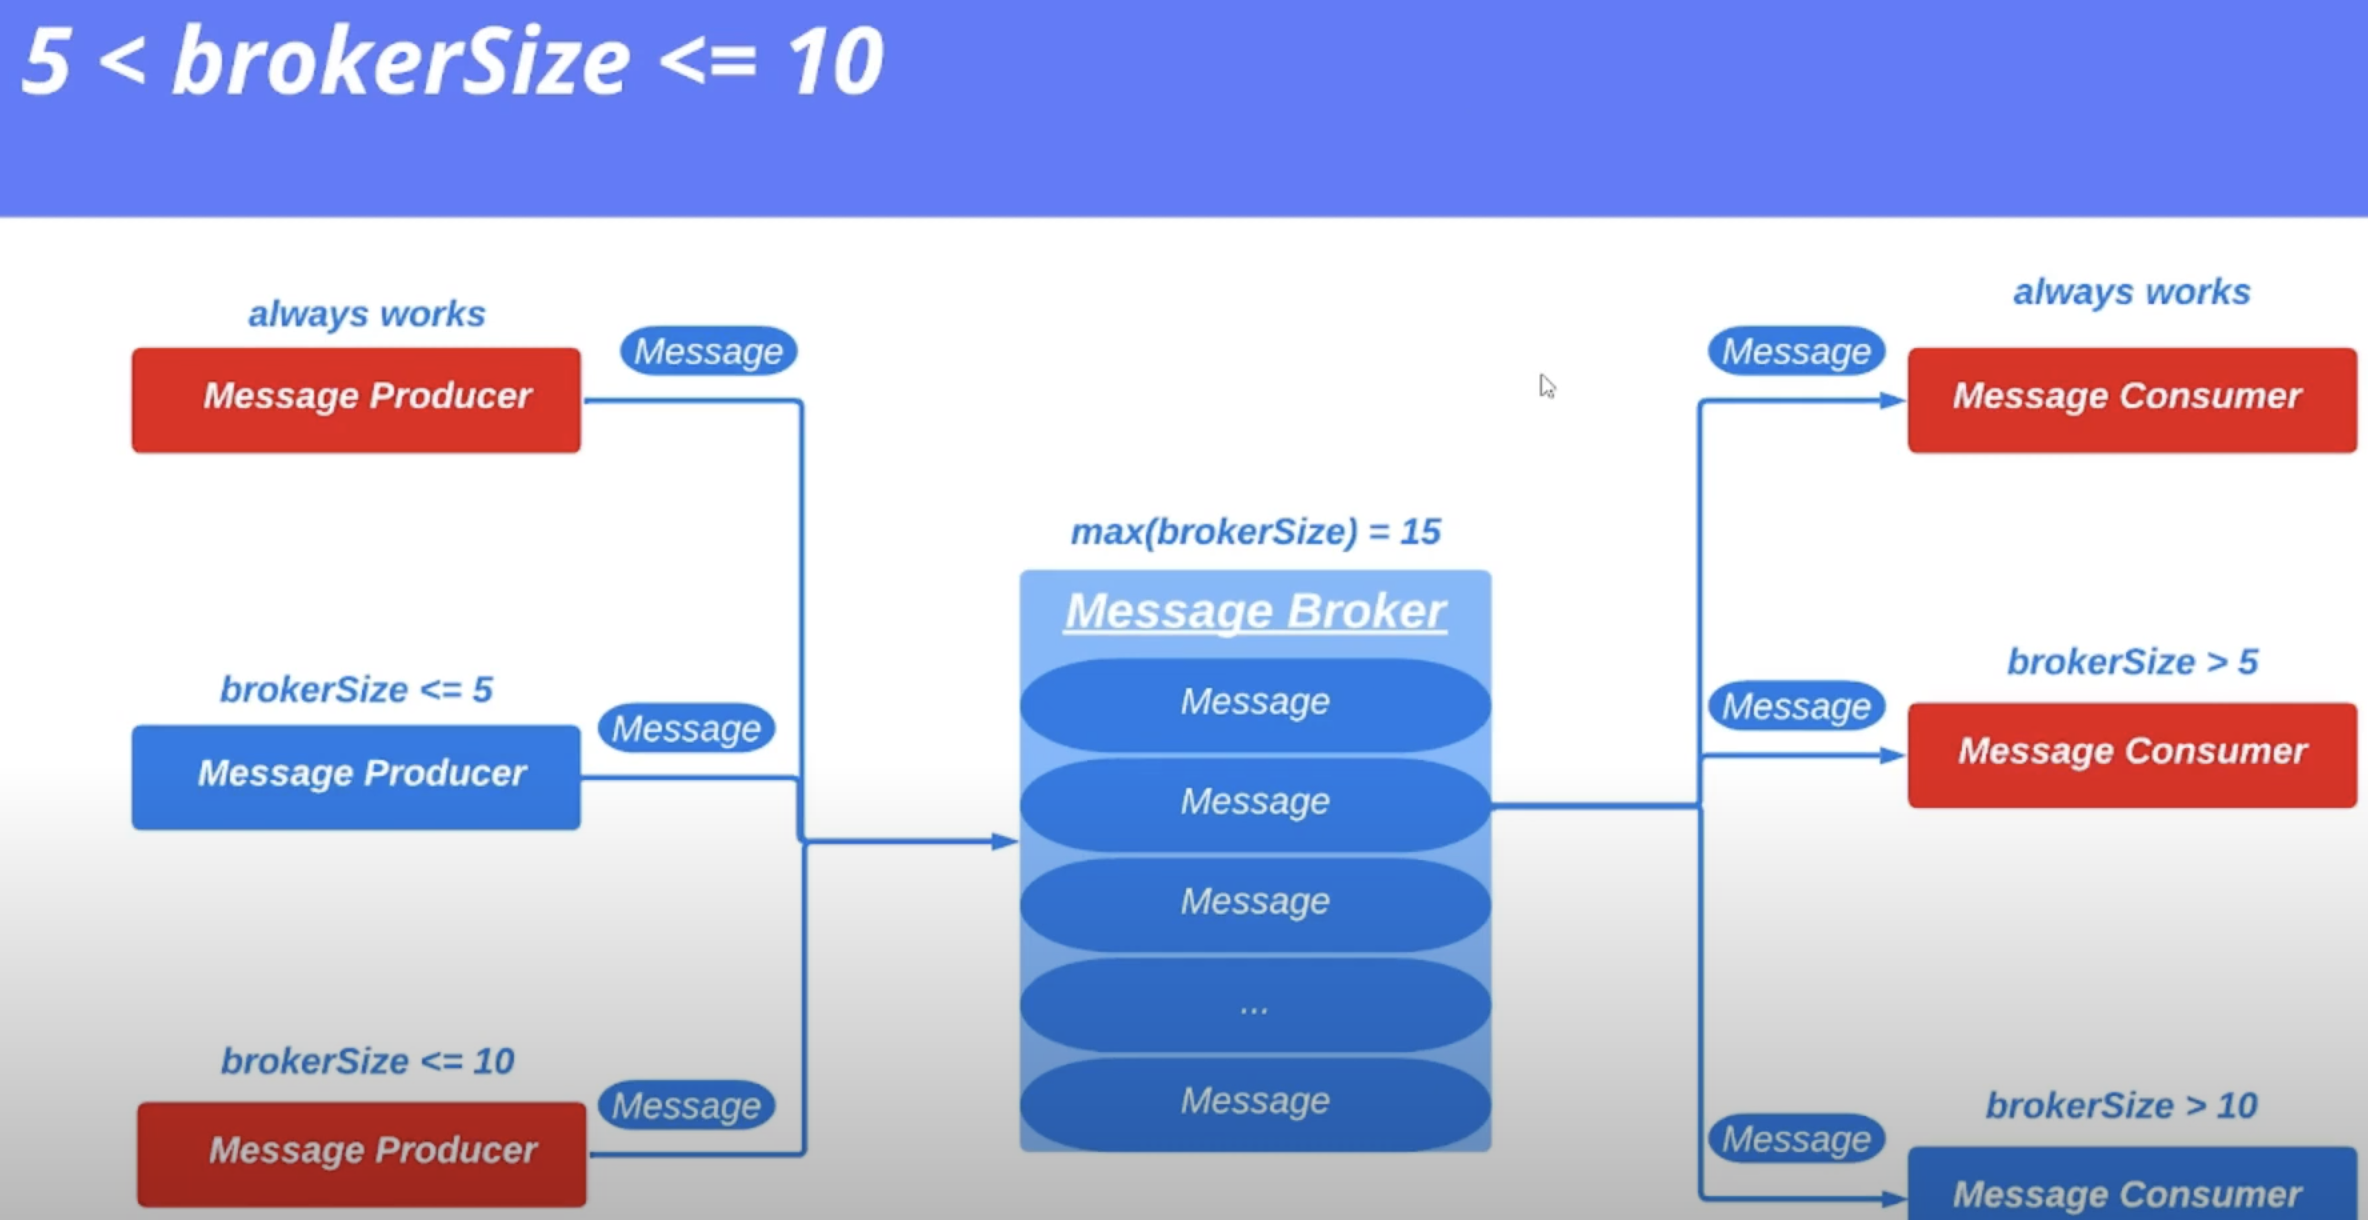 5 < brokerSize <= 10
always works
Message Producer
Message
brokerSize <= 5
Message Producer
Message
brokerSize <= 10
Message Producer
Message
max(brokerSize) = 15
Message Broker
Message
Message
Message
...
Message
always works
Message
Message Consumer
brokerSize > 5
Message
Message Consumer
brokerSize > 10
Message
Message Consumer